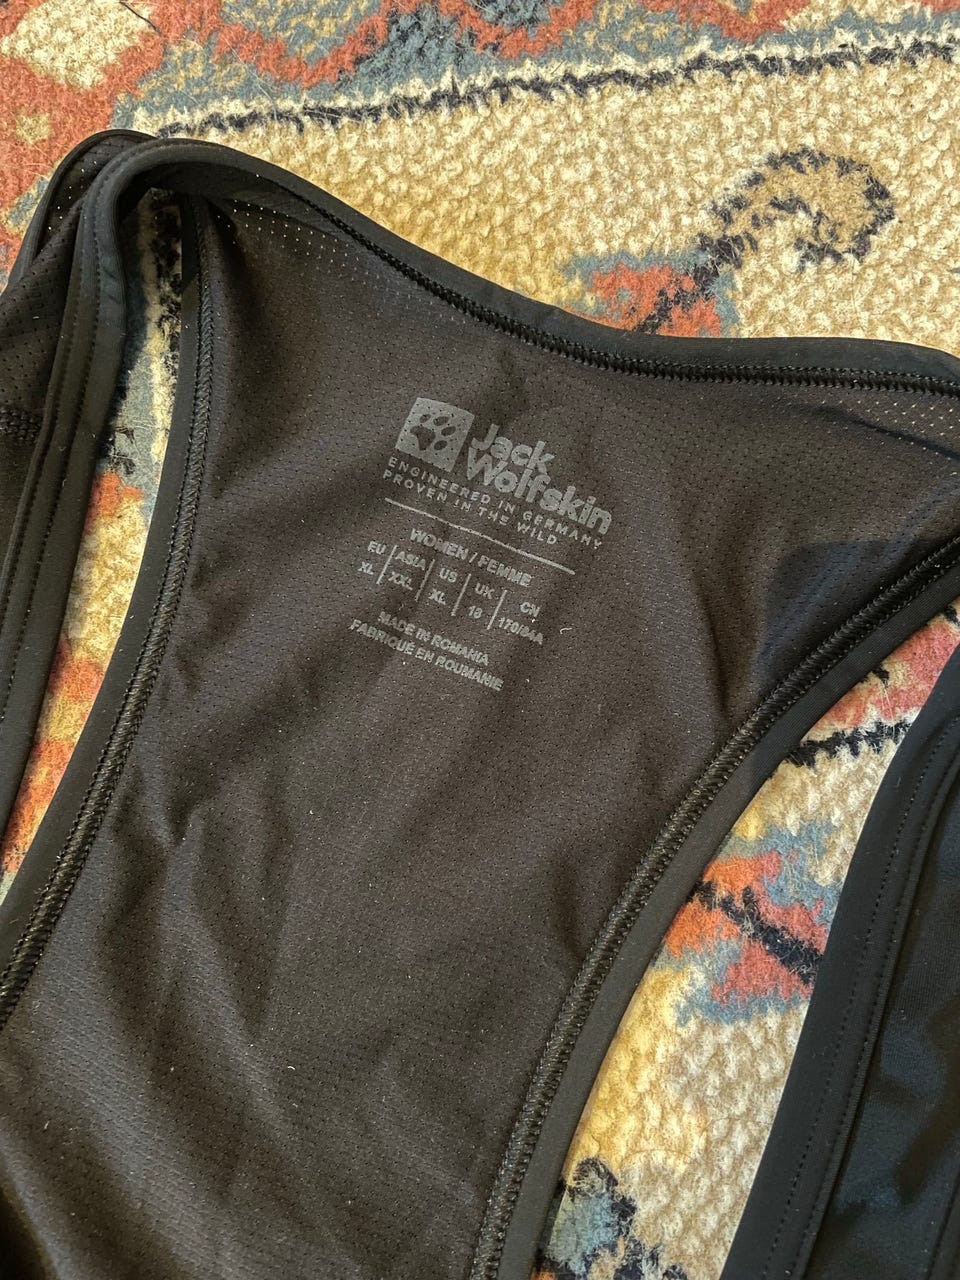 Jack
Wolfskin
ENGINEERED IN GERMANY
PROVEN IN THE WILD
WOMEN / FEMME
EU | ASIA | US | UK | CN
XL | XXL | XL | 18 | 170/94A
MADE IN ROMANIA
FABRIQUÉ EN ROUMANIE